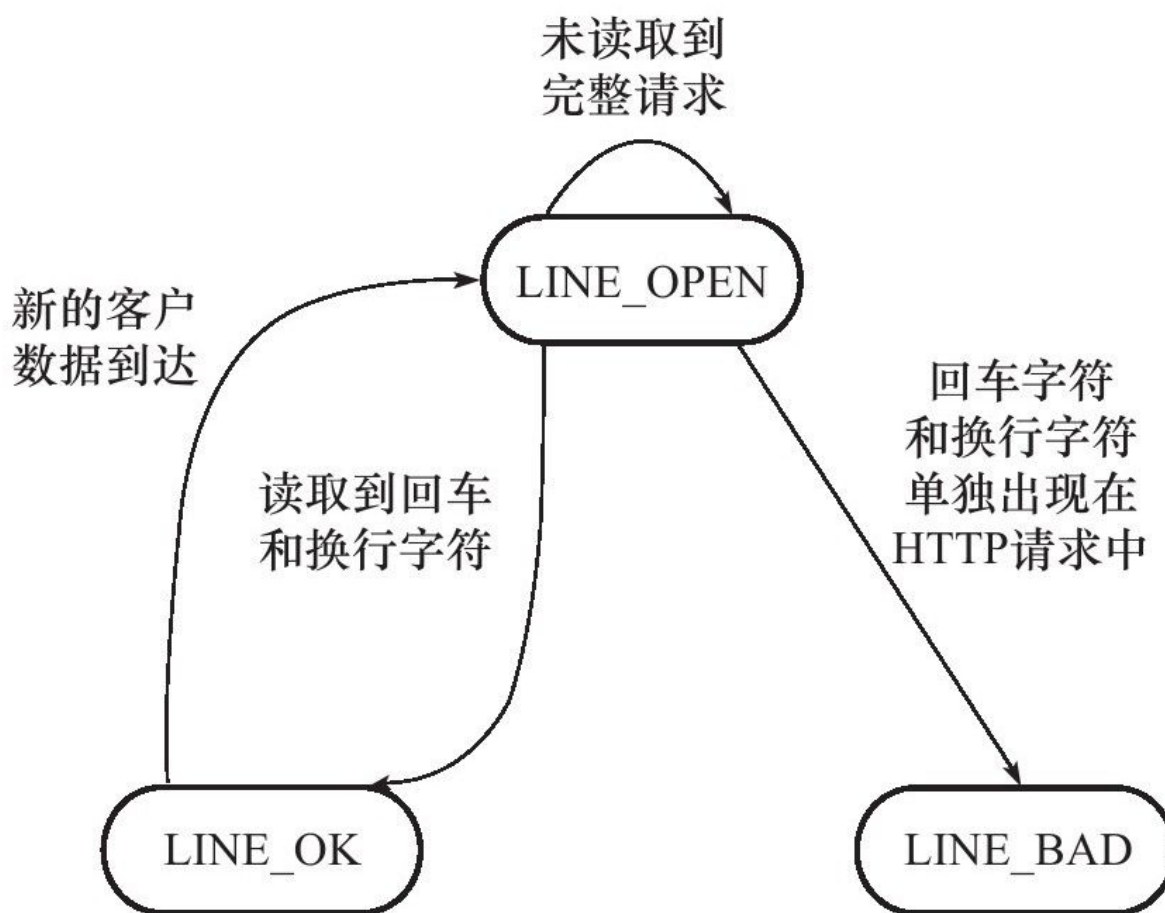 未读取到
完整请求
LINE_OPEN
新的客户
数据到达
读取到回车
和换行字符
回车字符
和换行字符
单独出现在
HTTP请求中
LINE_OK
LINE_BAD